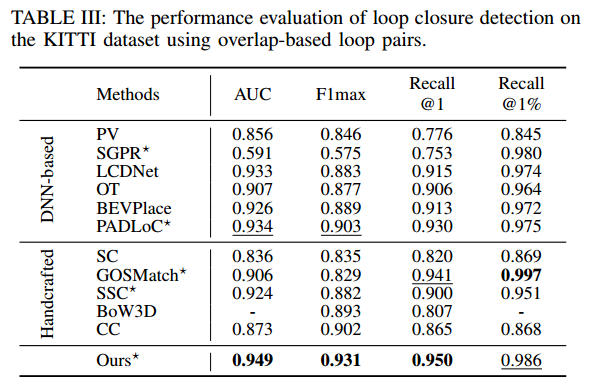 TABLE III: The performance evaluation of loop closure detection on
the KITTI dataset using overlap-based loop pairs.
Methods AUC F1max Recall @1 Recall @1%
DNN-based
PV 0.856 0.846 0.776 0.845
SGPR* 0.591 0.575 0.753 0.980
LCDNet 0.933 0.883 0.915 0.974
OT 0.907 0.877 0.906 0.964
BEVPlace 0.926 0.889 0.913 0.972
PADLoC* 0.934 0.903 0.930 0.975
Handcrafted
SC 0.836 0.835 0.820 0.869
GOSMatch* 0.906 0.829 0.941 0.997
SSC* 0.924 0.882 0.900 0.951
BoW3D - 0.893 0.807 -
CC 0.873 0.902 0.865 0.868
Ours* 0.949 0.931 0.950 0.986